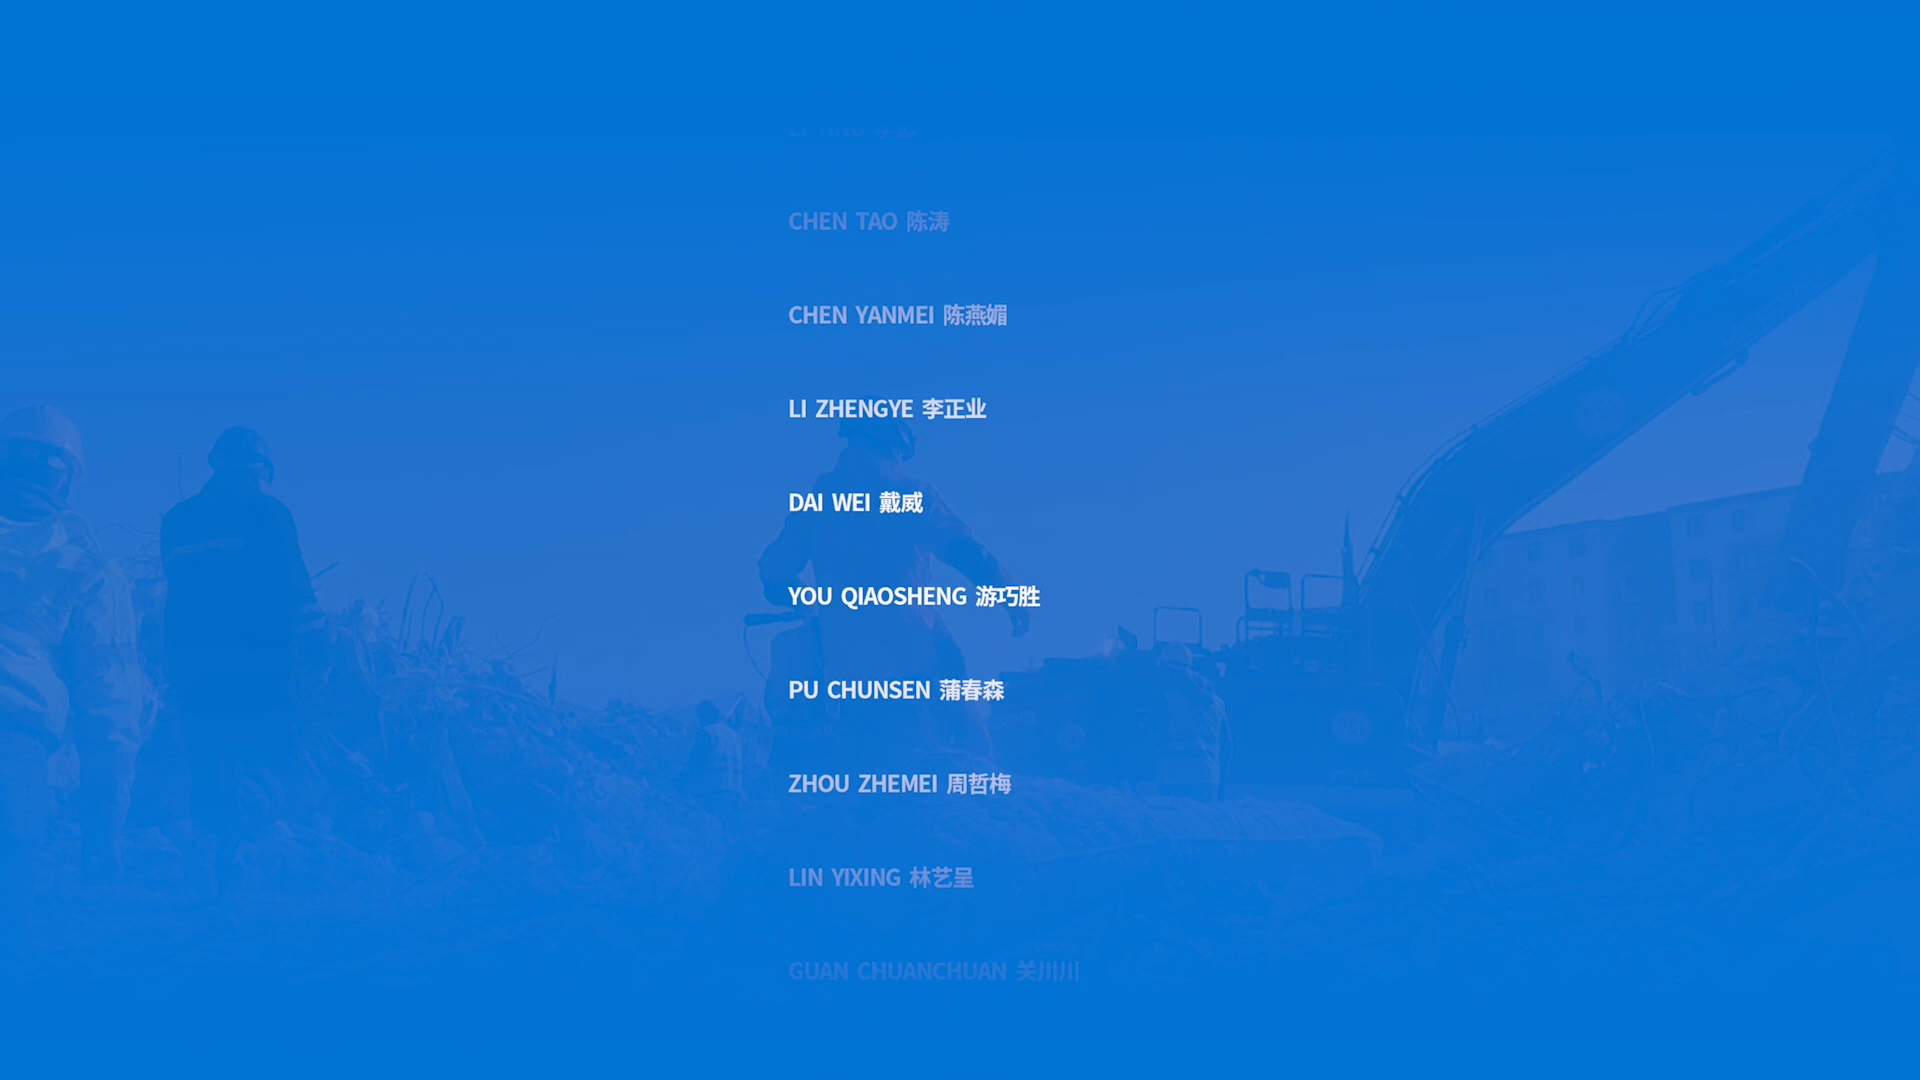 CHEN TAO 陈涛
CHEN YANMEI 陈燕媚
LI ZHENGYE 李正业
DAI WEI 戴威
YOU QIAOSHENG 游巧胜
PU CHUNSEN 蒲春森
ZHOU ZHEMEI 周哲梅
LIN YIXING 林艺呈
GUAN CHUANCHUAN 关川川